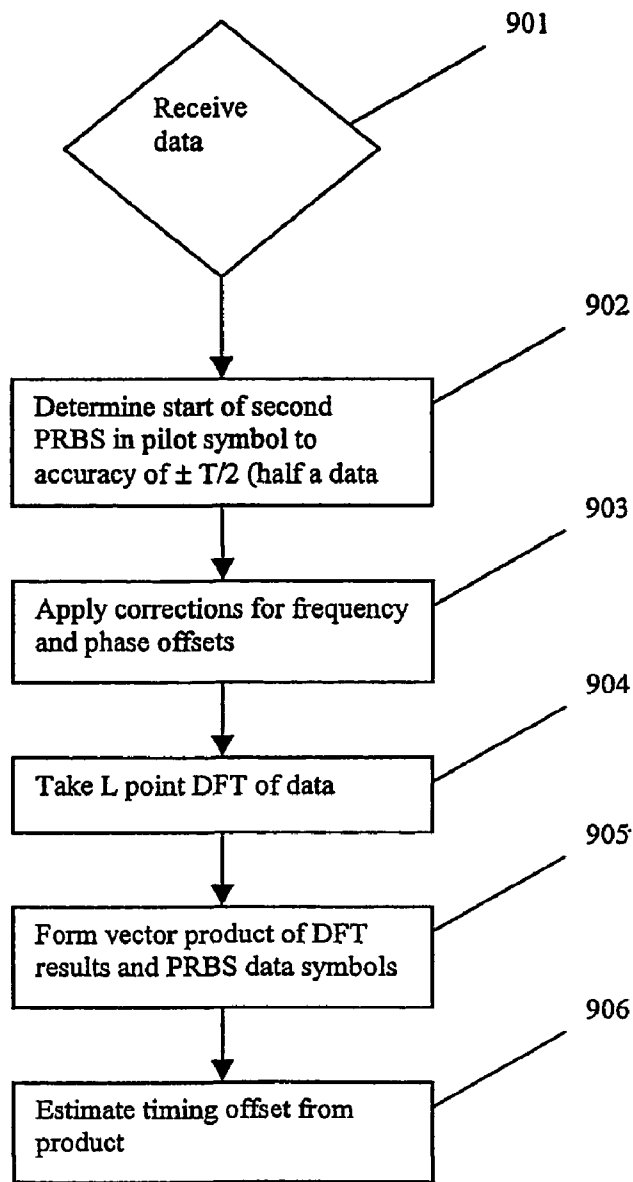 901
Receive
data
902
Determine start of second
PRBS in pilot symbol to
accuracy of ± T/2 (half a data
903
Apply corrections for frequency
and phase offsets
904
Take L point DFT of data
905
Form vector product of DFT
results and PRBS data symbols
906
Estimate timing offset from
product